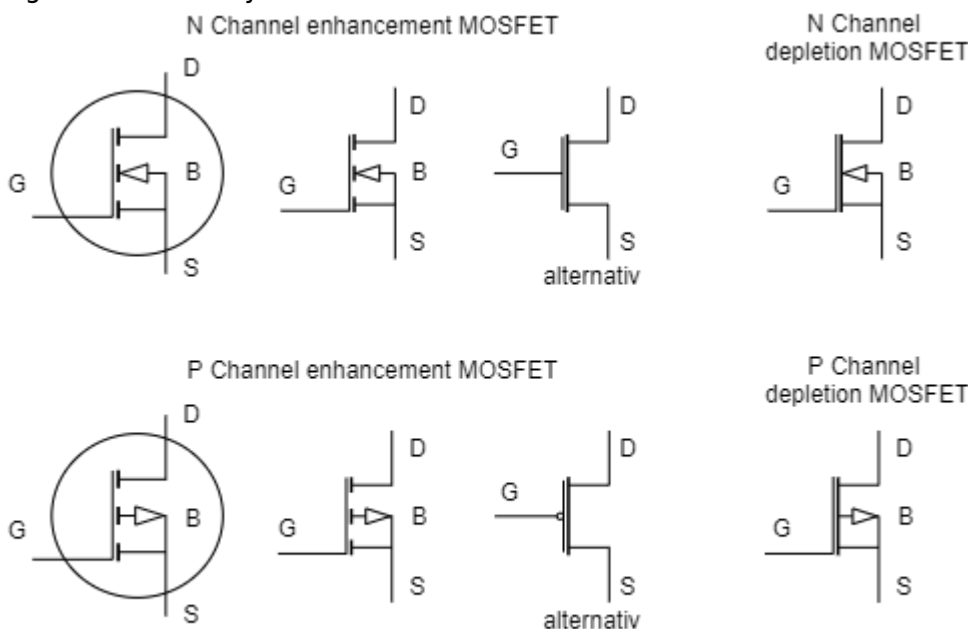 N Channel enhancement MOSFET
N Channel
depletion MOSFET
D
G
B
S
D
G
B
S
G
D
S
alternativ
D
G
B
S
P Channel enhancement MOSFET
P Channel
depletion MOSFET
D
G
B
S
D
G
B
S
G
D
S
alternativ
D
G
B
S